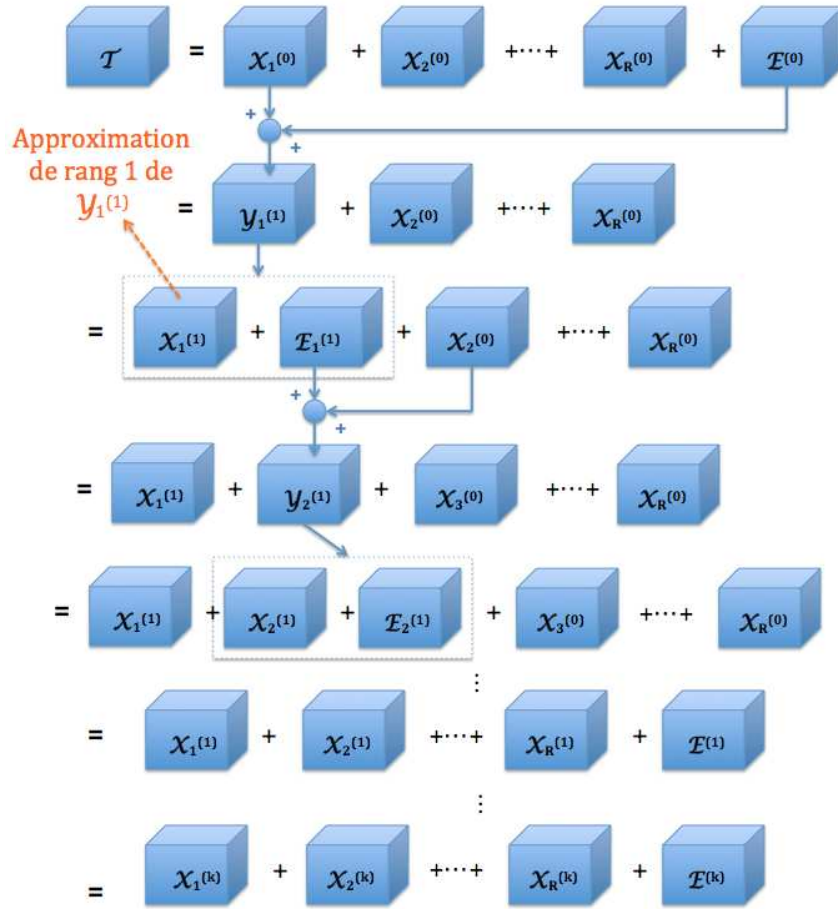 𝒯 = 𝒳₁⁽⁰⁾ + 𝒳₂⁽⁰⁾ +⋯+ 𝒳_R⁽⁰⁾ + ℰ⁽⁰⁾
+
+
Approximation
de rang 1 de
𝒴₁⁽¹⁾
= 𝒴₁⁽¹⁾ + 𝒳₂⁽⁰⁾ +⋯+ 𝒳_R⁽⁰⁾
= 𝒳₁⁽¹⁾ + ℰ₁⁽¹⁾ + 𝒳₂⁽⁰⁾ +⋯+ 𝒳_R⁽⁰⁾
+
+
= 𝒳₁⁽¹⁾ + 𝒴₂⁽¹⁾ + 𝒳₃⁽⁰⁾ +⋯+ 𝒳_R⁽⁰⁾
= 𝒳₁⁽¹⁾ + 𝒳₂⁽¹⁾ + ℰ₂⁽¹⁾ + 𝒳₃⁽⁰⁾ +⋯+ 𝒳_R⁽⁰⁾
⋮
= 𝒳₁⁽¹⁾ + 𝒳₂⁽¹⁾ +⋯+ 𝒳_R⁽¹⁾ + ℰ⁽¹⁾
⋮
= 𝒳₁⁽ᵏ⁾ + 𝒳₂⁽ᵏ⁾ +⋯+ 𝒳_R⁽ᵏ⁾ + ℰ⁽ᵏ⁾